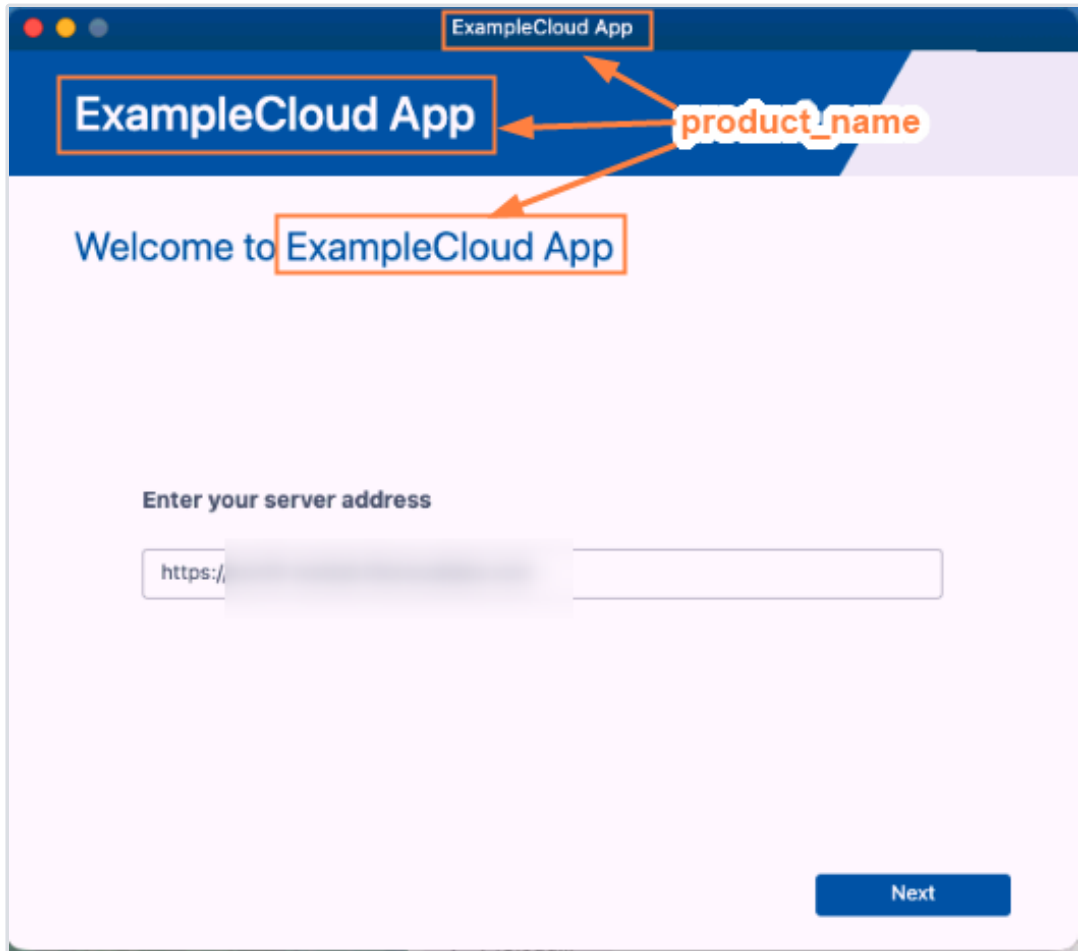 ExampleCloud App
ExampleCloud App
product_name
Welcome to ExampleCloud App
Enter your server address
https://
Next